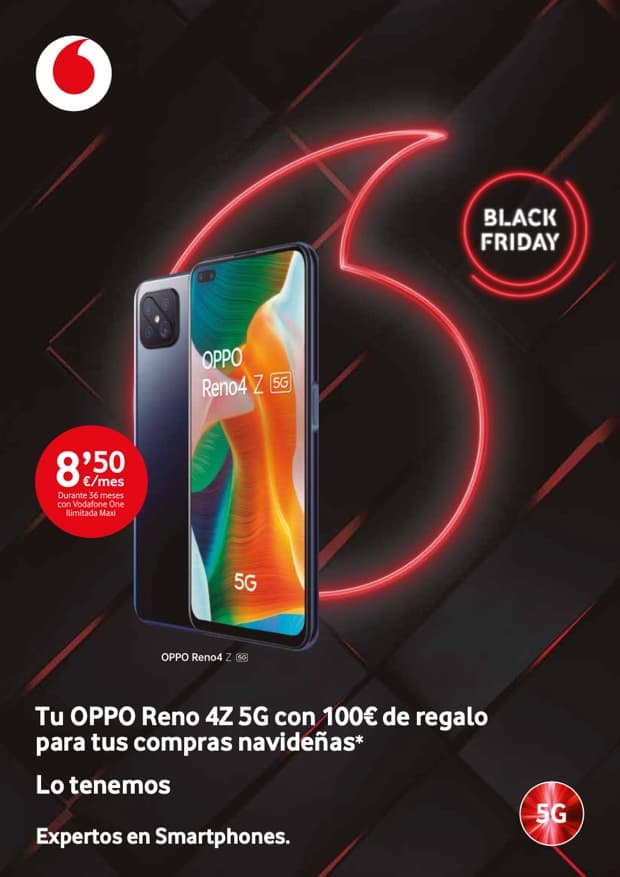 BLACK
FRIDAY
OPPO
Reno4 Z 5G
8’50
€/mes
Durante 36 meses
con Vodafone One
Ilimitada Maxi
5G
OPPO Reno4 Z 5G
Tu OPPO Reno 4Z 5G con 100€ de regalo
para tus compras navideñas*
Lo tenemos
5G
Expertos en Smartphones.